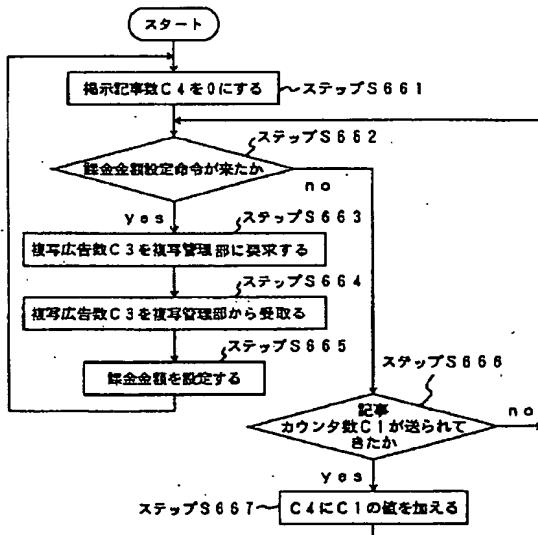 スタート
掲示記事数C4を0にする
ステップS661
ステップS662
課金金額設定命令が来たか
no
yes
ステップS663
複写広告数C3を複写管理部に要求する
ステップS664
複写広告数C3を複写管理部から受取る
ステップS665
課金金額を設定する
ステップS666
記事
カウンタ数C1が送られて
きたか
no
yes
ステップS667
C4にC1の値を加える